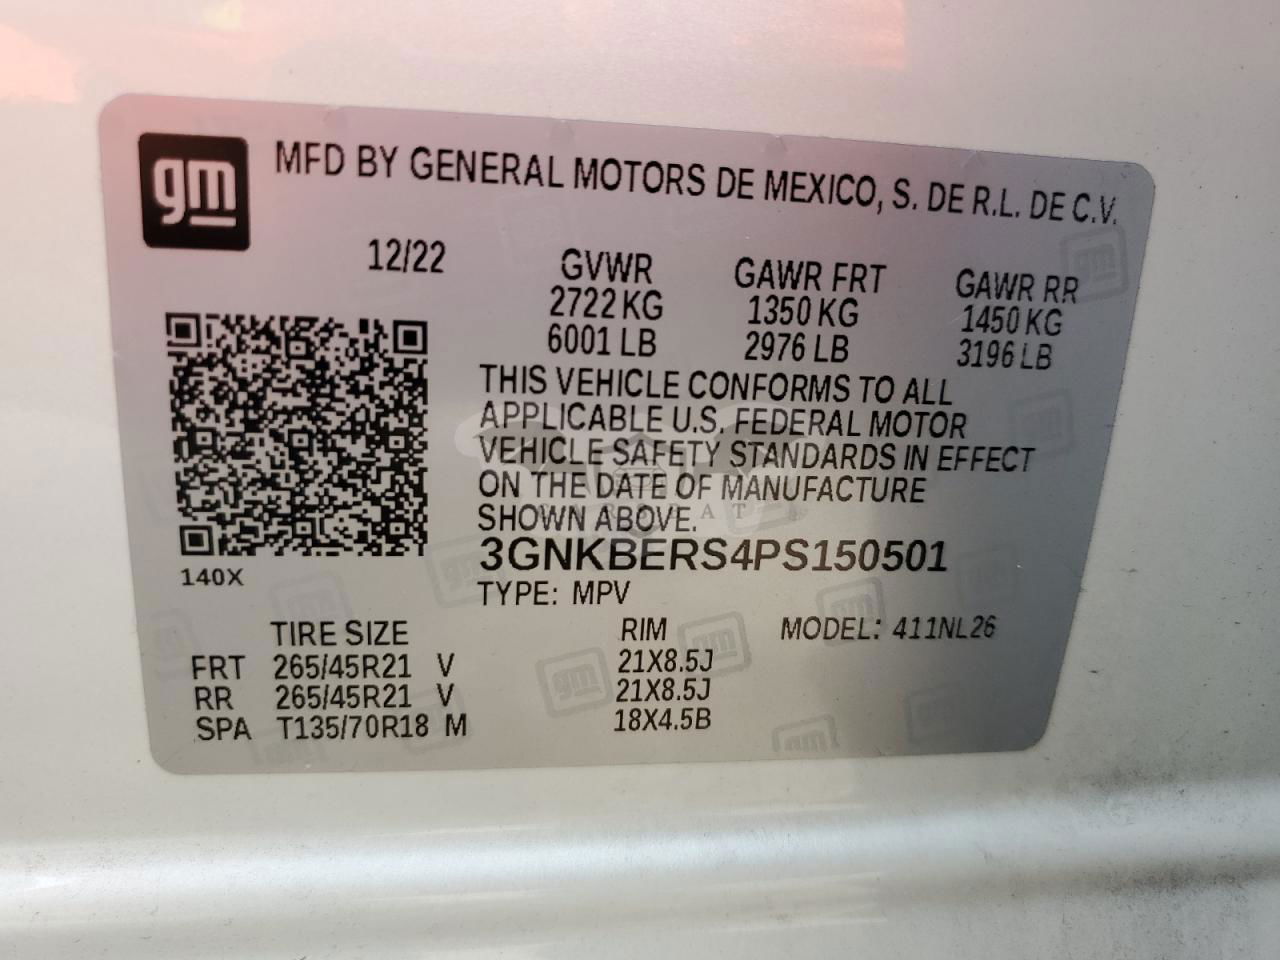 gm MFD BY GENERAL MOTORS DE MEXICO, S. DE R.L. DE C.V.
12/22 GVWR GAWR FRT GAWR RR
2722 KG 1350 KG 1450 KG
6001 LB 2976 LB 3196 LB
THIS VEHICLE CONFORMS TO ALL
APPLICABLE U.S. FEDERAL MOTOR
VEHICLE SAFETY STANDARDS IN EFFECT
ON THE DATE OF MANUFACTURE
SHOWN ABOVE.
3GNKBERS4PS150501
140X
TYPE: MPV
TIRE SIZE RIM MODEL: 411NL26
FRT 265/45R21 V 21X8.5J
RR 265/45R21 V 21X8.5J
SPA T135/70R18 M 18X4.5B